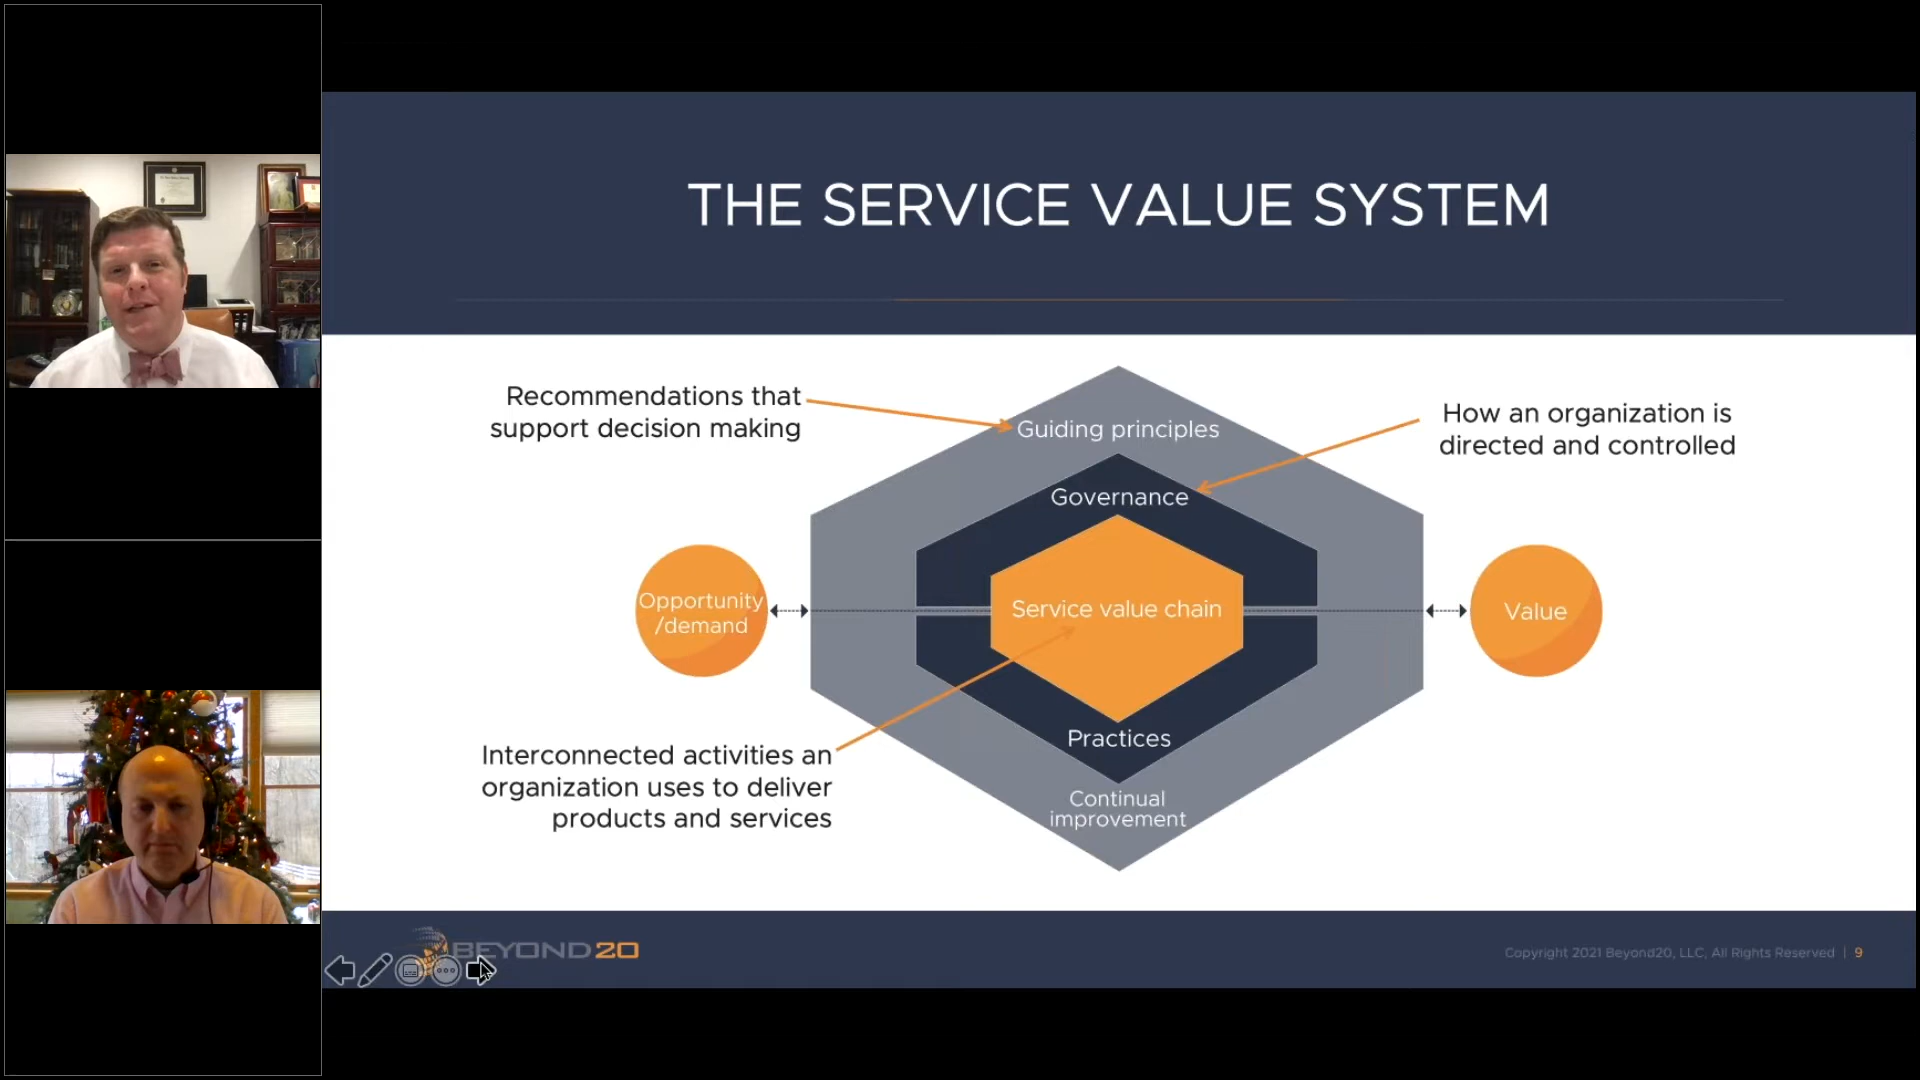 THE SERVICE VALUE SYSTEM
Recommendations that
support decision making
Guiding principles
How an organization is
directed and controlled
Governance
Opportunity
/demand
Service value chain
Value
Interconnected activities an
organization uses to deliver
products and services
Practices
Continual
improvement
BEYOND20
Copyright 2021 Beyond20, LLC, All Rights Reserved | 9